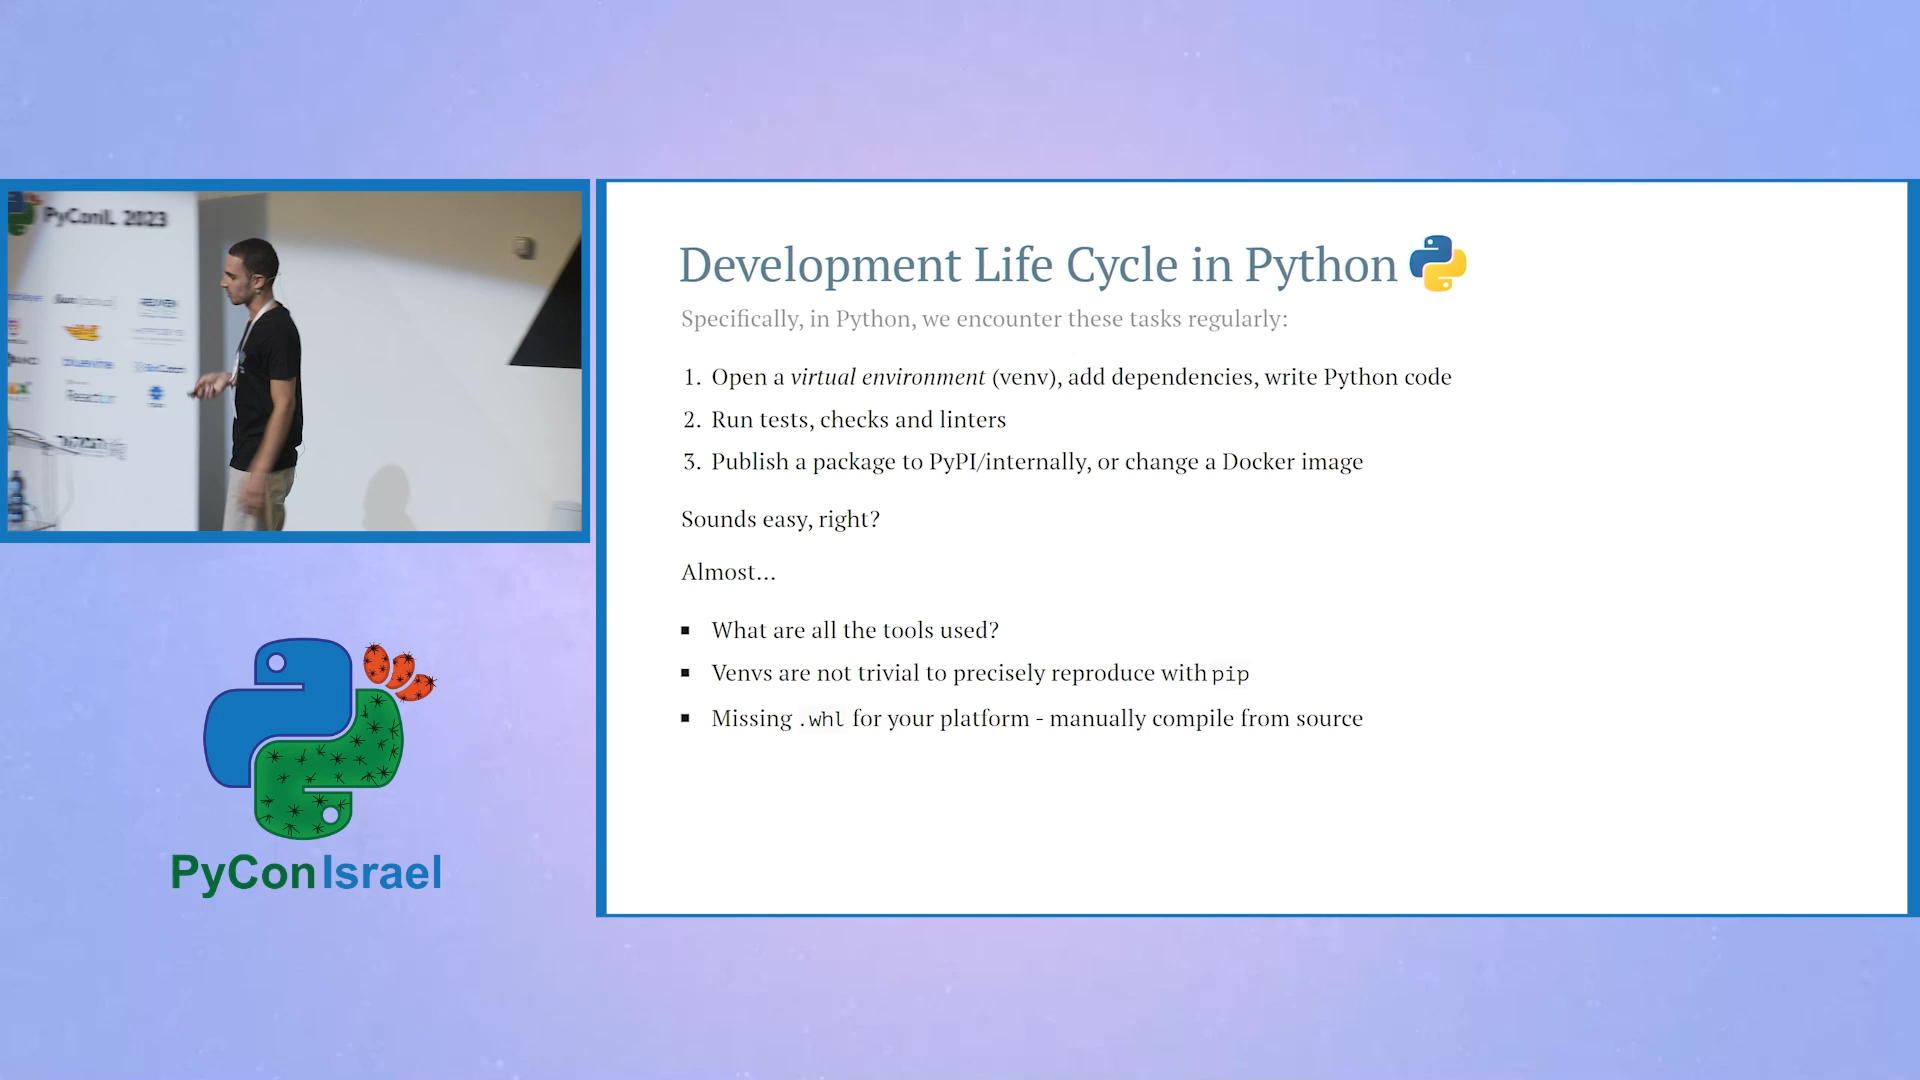 PyConIL 2023
bluevine
Reactful
Development Life Cycle in Python
Specifically, in Python, we encounter these tasks regularly:
1. Open a virtual environment (venv), add dependencies, write Python code
2. Run tests, checks and linters
3. Publish a package to PyPI/internally, or change a Docker image
Sounds easy, right?
Almost...
▪ What are all the tools used?
▪ Venvs are not trivial to precisely reproduce with pip
▪ Missing .whl for your platform - manually compile from source
PyConIsrael